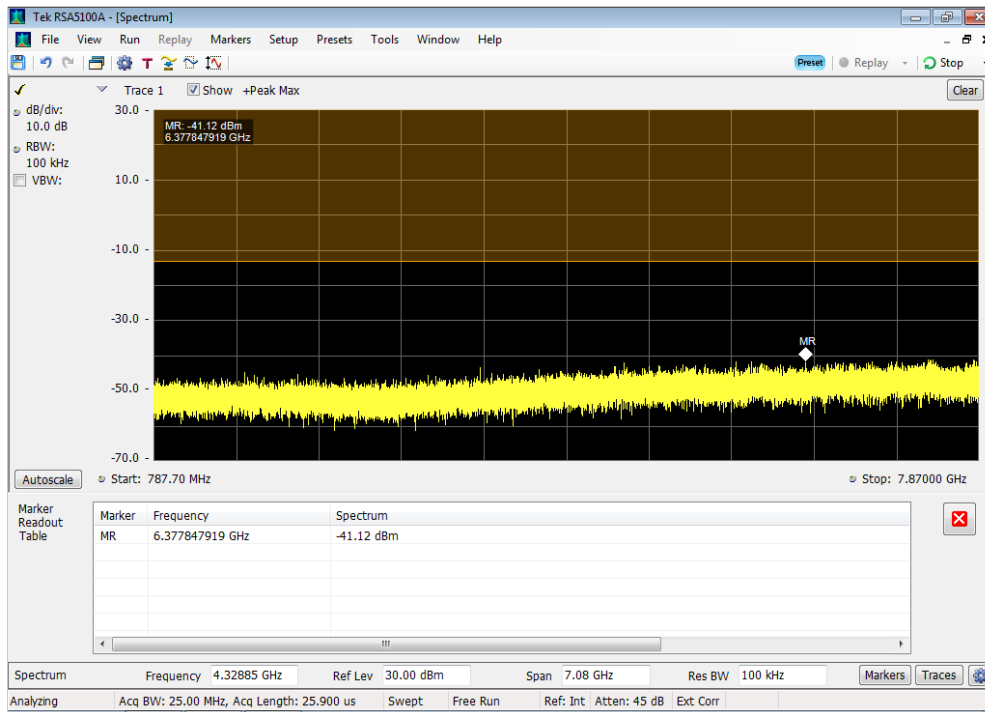 Tek RSA5100A - [Spectrum]
File View Run Replay Markers Setup Presets Tools Window Help
T Preset Replay Stop
Trace 1 Show +Peak Max Clear
dB/div:
10.0 dB
RBW:
100 kHz
VBW:
30.0 -
MR: -41.12 dBm
6.377847919 GHz
10.0 -
-10.0 -
-30.0 -
MR
-50.0 -
-70.0 -
Autoscale Start: 787.70 MHz Stop: 7.87000 GHz
Marker
Readout
Table
Marker Frequency Spectrum
MR 6.377847919 GHz -41.12 dBm
Spectrum Frequency 4.32885 GHz Ref Lev 30.00 dBm Span 7.08 GHz Res BW 100 kHz Markers Traces
Analyzing Acq BW: 25.00 MHz, Acq Length: 25.900 us Swept Free Run Ref: Int Atten: 45 dB Ext Corr